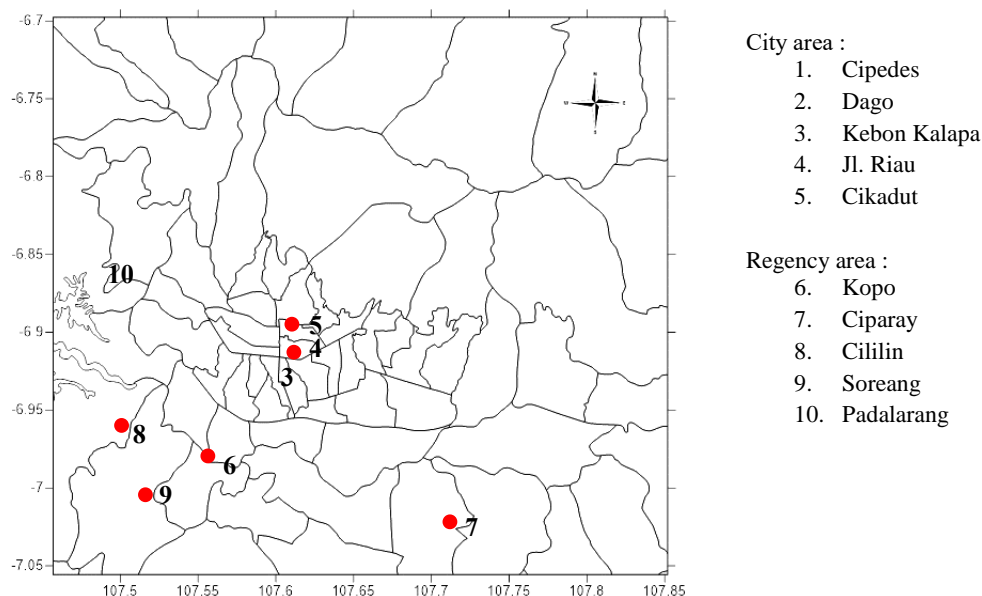 -6.7
-6.75
-6.8
-6.85
-6.9
-6.95
-7
-7.05
107.5
107.55
107.6
107.65
107.7
107.75
107.8
107.85
N
W
E
S
10
5
4
3
8
6
9
7
City area :
1. Cipedes
2. Dago
3. Kebon Kalapa
4. Jl. Riau
5. Cikadut
Regency area :
6. Kopo
7. Ciparay
8. Cililin
9. Soreang
10. Padalarang